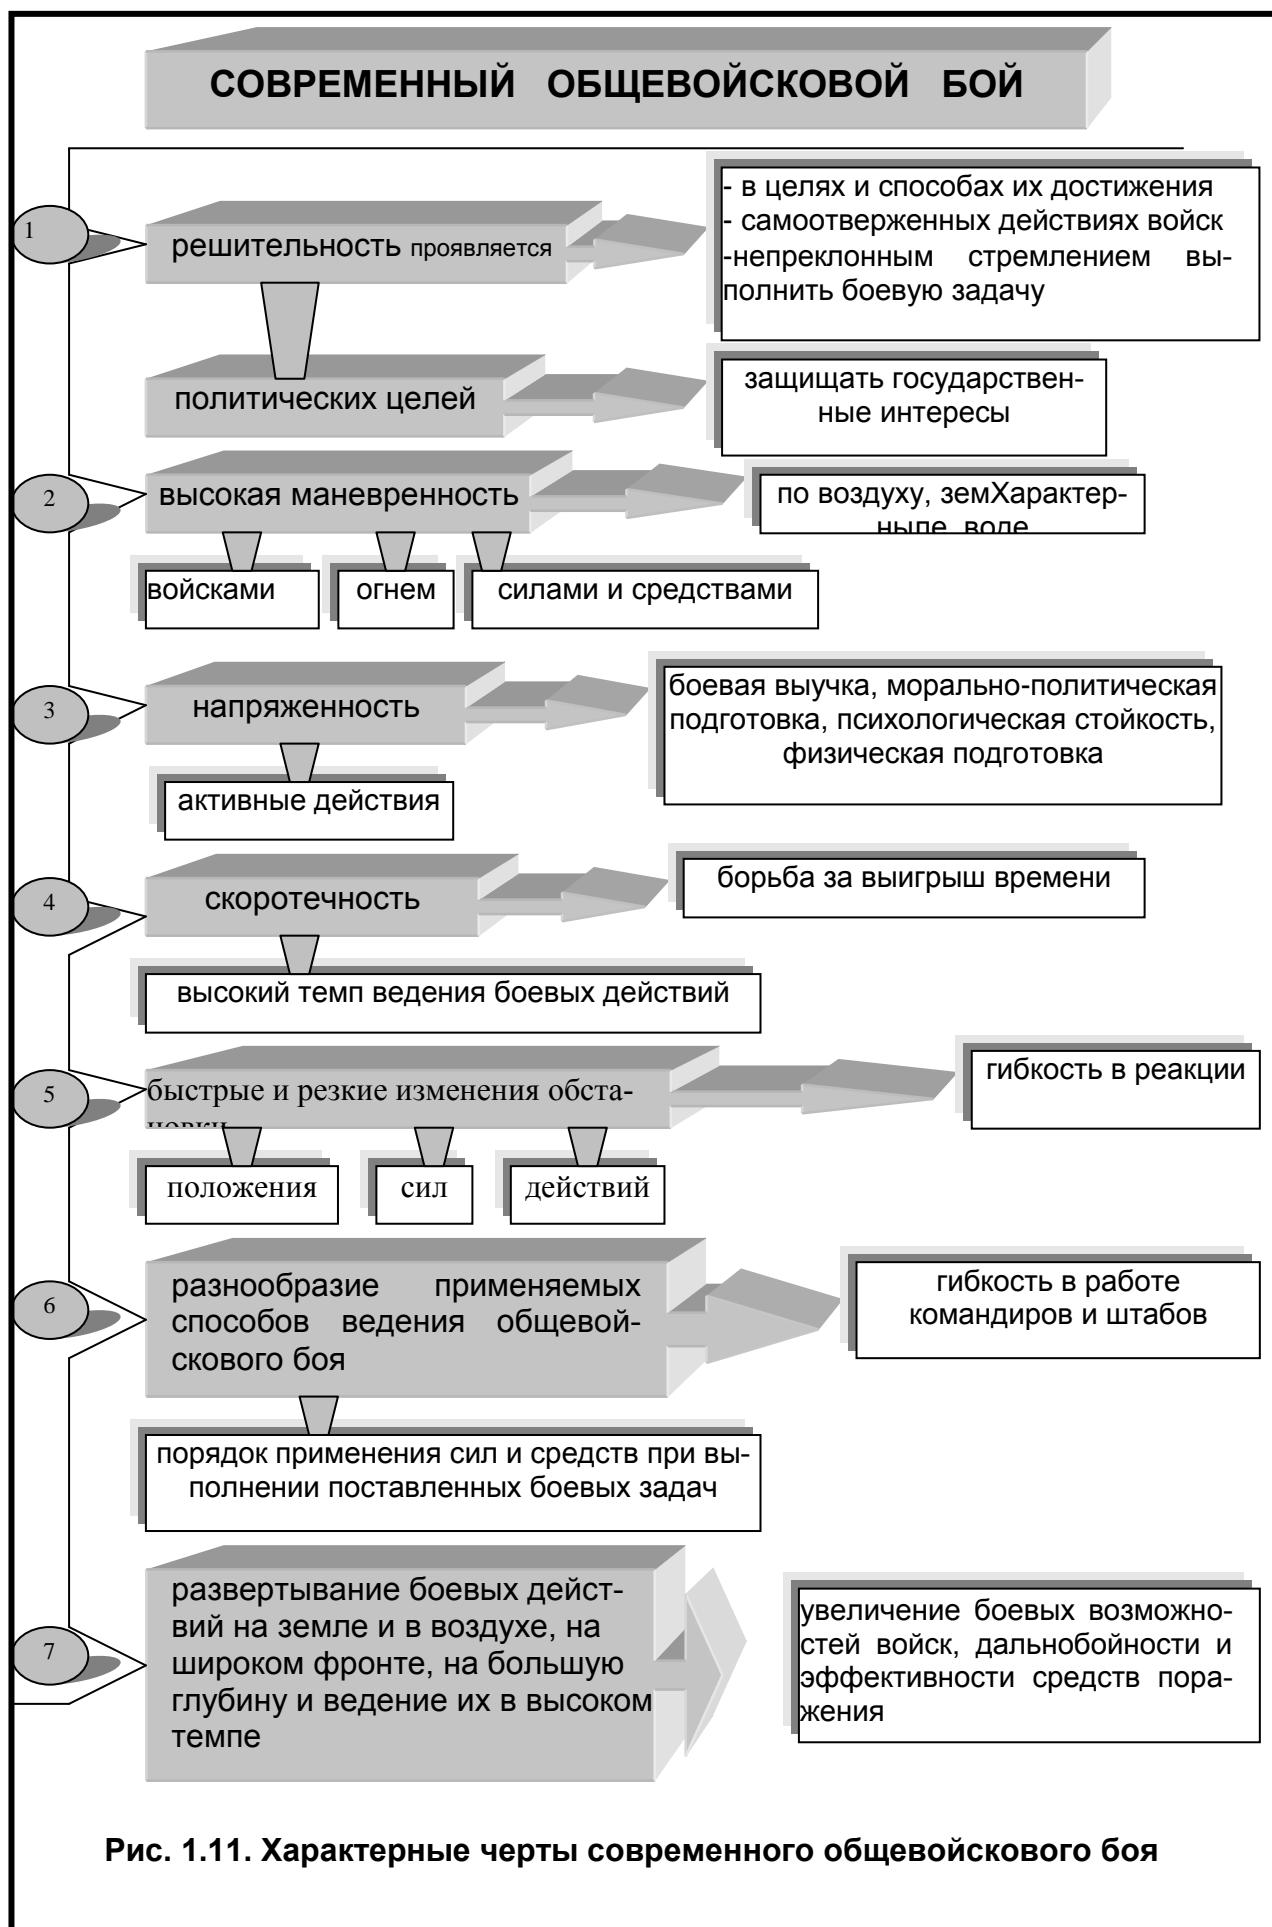 СОВРЕМЕННЫЙ ОБЩЕВОЙСКОВОЙ БОЙ
1
решительность проявляется
- в целях и способах их достижения
- самоотверженных действиях войск
-непреклонным стремлением вы-
полнить боевую задачу
политических целей
защищать государствен-
ные интересы
2
высокая маневренность
по воздуху, земХарактер-
ныле, воде
войсками
огнем
силами и средствами
3
напряженность
боевая выучка, морально-политическая
подготовка, психологическая стойкость,
физическая подготовка
активные действия
4
скоротечность
борьба за выигрыш времени
высокий темп ведения боевых действий
5
быстрые и резкие изменения обста-
новки
гибкость в реакции
положения
сил
действий
6
разнообразие применяемых
способов ведения общевой-
скового боя
гибкость в работе
командиров и штабов
порядок применения сил и средств при вы-
полнении поставленных боевых задач
7
развертывание боевых дейст-
вий на земле и в воздухе, на
широком фронте, на большую
глубину и ведение их в высоком
темпе
увеличение боевых возможно-
стей войск, дальнобойности и
эффективности средств пора-
жения
Рис. 1.11. Характерные черты современного общевойскового боя